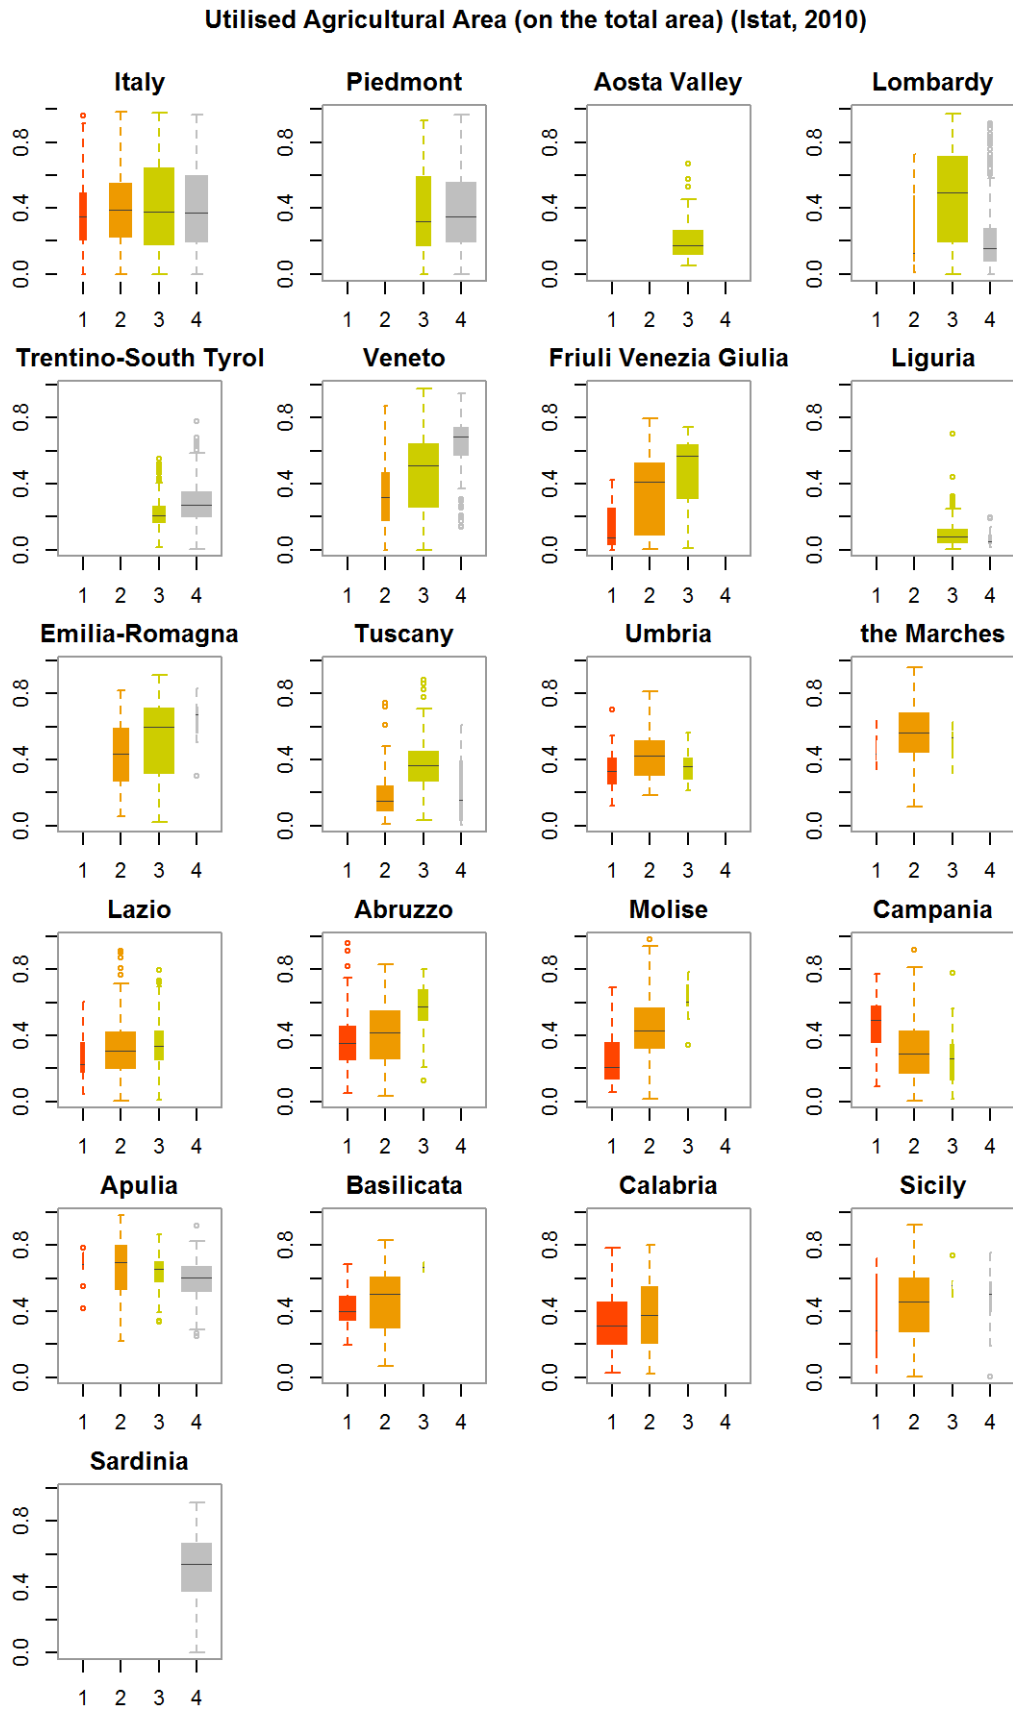 Utilised Agricultural Area (on the total area) (Istat, 2010)
Italy Piedmont Aosta Valley Lombardy
0.0 0.4 0.8 0.0 0.4 0.8 0.0 0.4 0.8 0.0 0.4 0.8
1 2 3 4 1 2 3 4 1 2 3 4 1 2 3 4
Trentino-South Tyrol Veneto Friuli Venezia Giulia Liguria
0.0 0.4 0.8 0.0 0.4 0.8 0.0 0.4 0.8 0.0 0.4 0.8
1 2 3 4 1 2 3 4 1 2 3 4 1 2 3 4
Emilia-Romagna Tuscany Umbria the Marches
0.0 0.4 0.8 0.0 0.4 0.8 0.0 0.4 0.8 0.0 0.4 0.8
1 2 3 4 1 2 3 4 1 2 3 4 1 2 3 4
Lazio Abruzzo Molise Campania
0.0 0.4 0.8 0.0 0.4 0.8 0.0 0.4 0.8 0.0 0.4 0.8
1 2 3 4 1 2 3 4 1 2 3 4 1 2 3 4
Apulia Basilicata Calabria Sicily
0.0 0.4 0.8 0.0 0.4 0.8 0.0 0.4 0.8 0.0 0.4 0.8
1 2 3 4 1 2 3 4 1 2 3 4 1 2 3 4
Sardinia
0.0 0.4 0.8
1 2 3 4